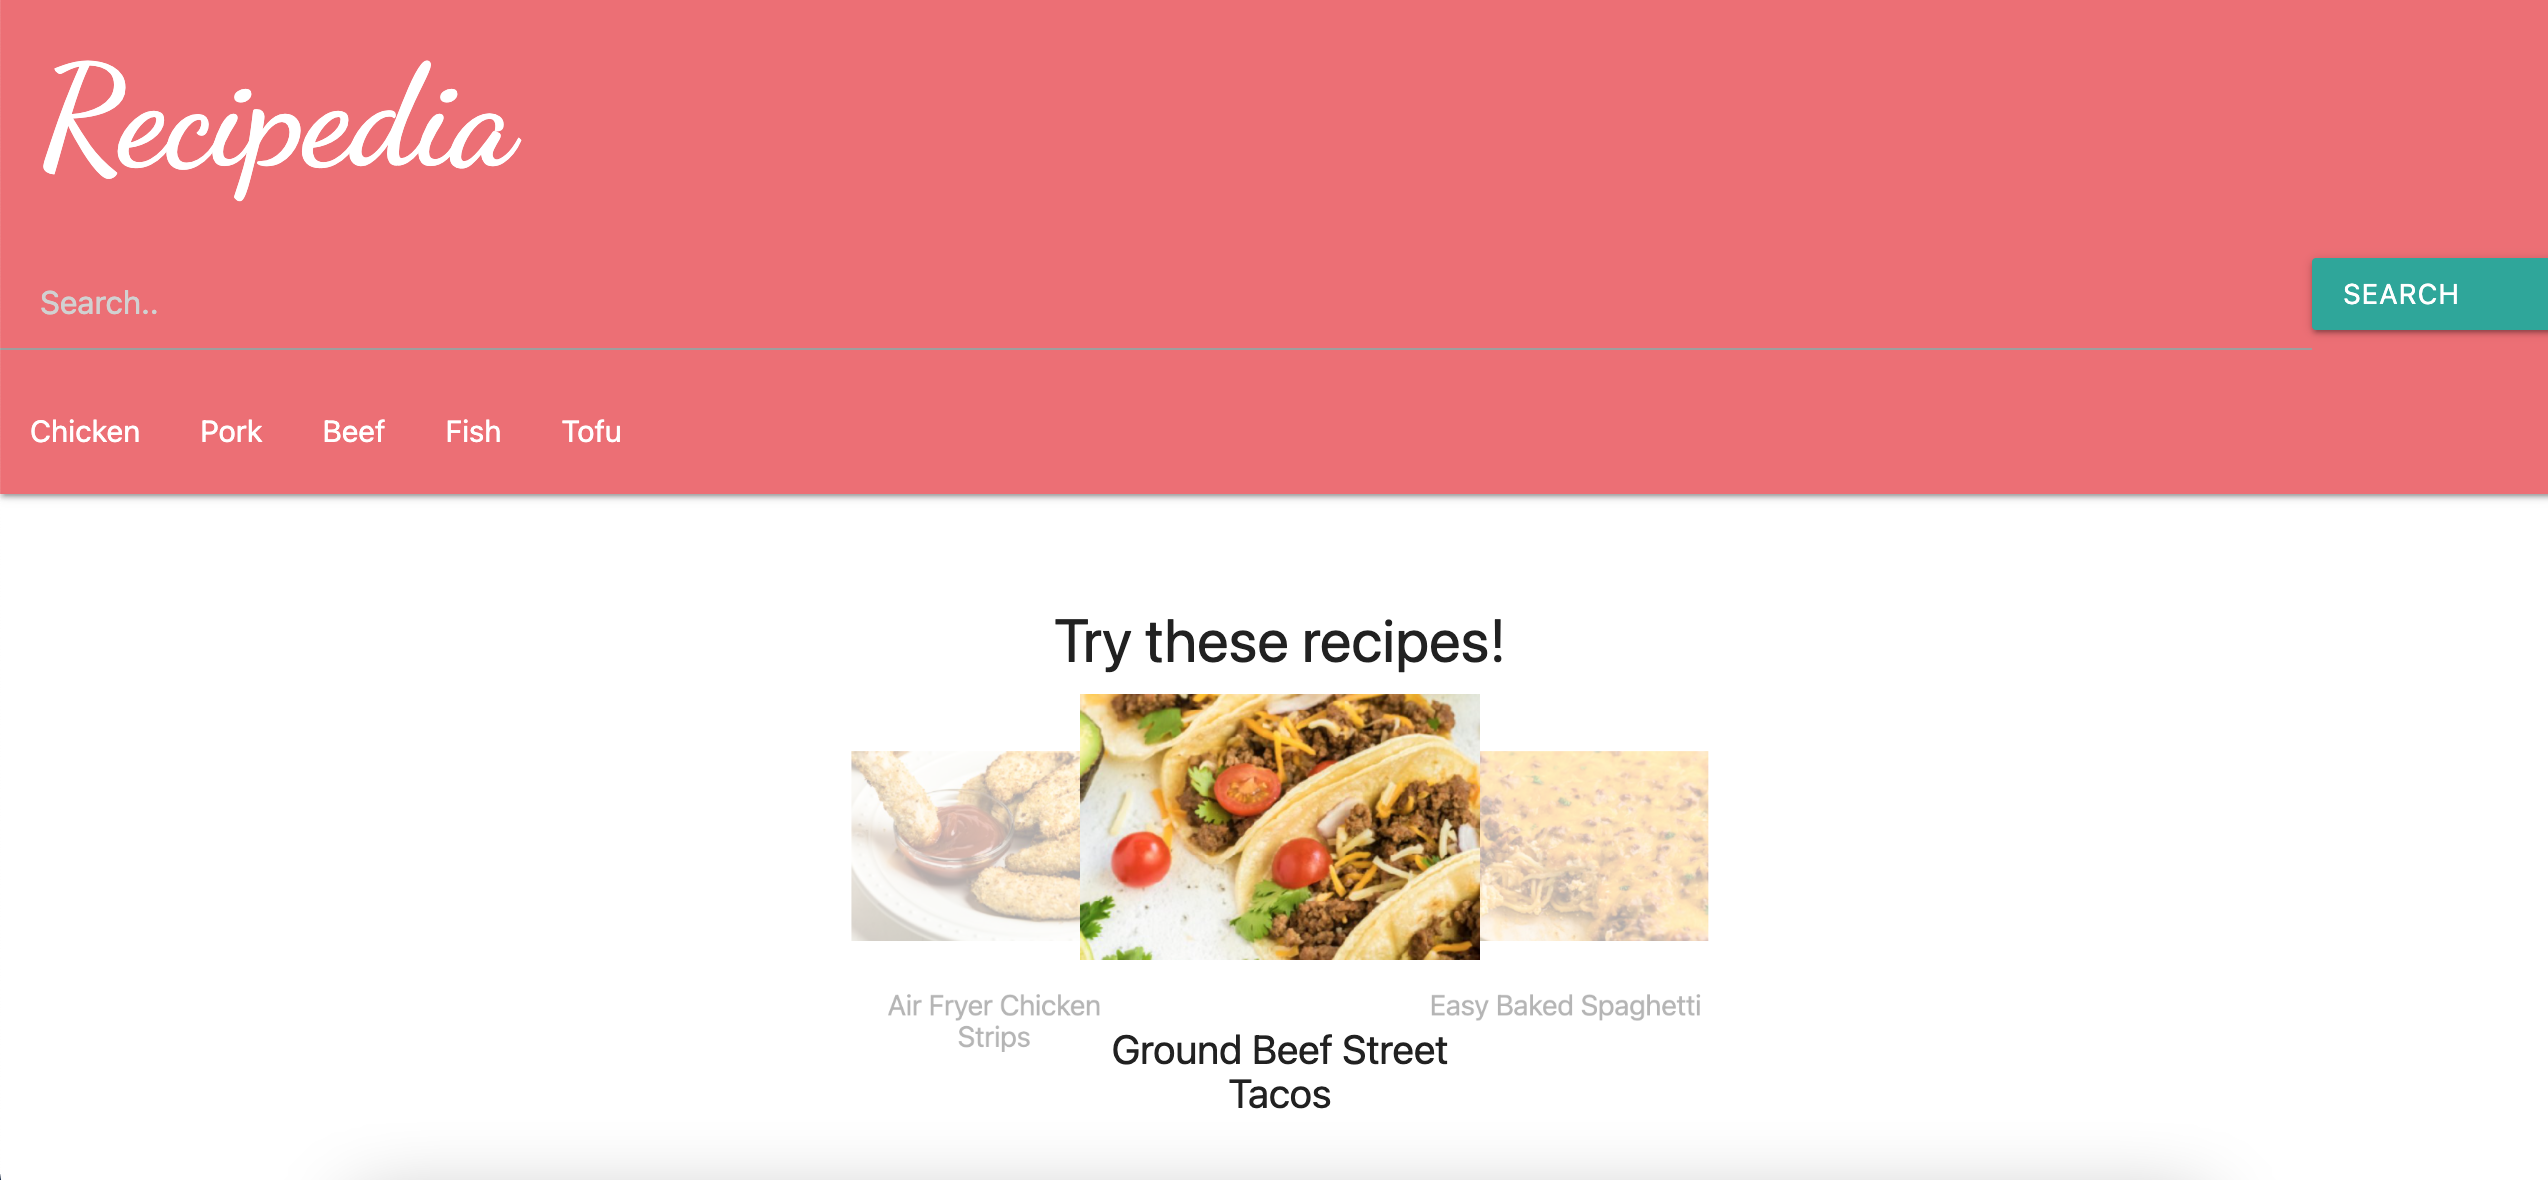 Recipedia
Search..
SEARCH
Chicken Pork Beef Fish Tofu
Try these recipes!
Air Fryer Chicken
Strips
Ground Beef Street
Tacos
Easy Baked Spaghetti